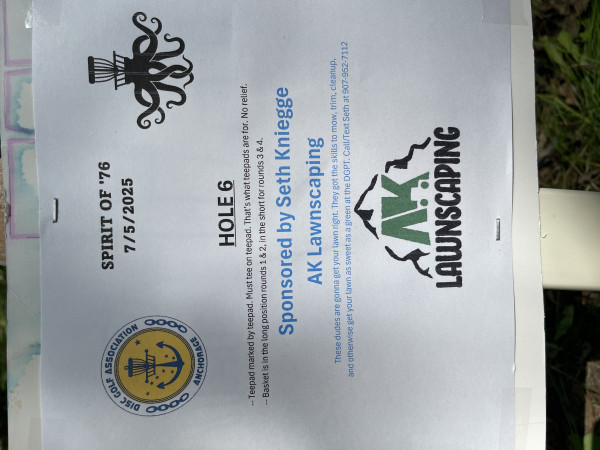 DISC GOLF ASSOCIATION
ANCHORAGE
SPIRIT OF '76
7/5/2025
HOLE 6
-- Teepad marked by teepad. Must tee on teepad. That's what teepads are for. No relief.
-- Basket is in the long position rounds 1 & 2, in the short for rounds 3 & 4.
Sponsored by Seth Kniegge
AK Lawnscaping
These dudes are gonna get your lawn right. They got the skills to mow, trim, cleanup,
and otherwise get your lawn as sweet as a green at the DGPT. Call/Text Seth at 907-952-7112
AK
LAWNSCAPING